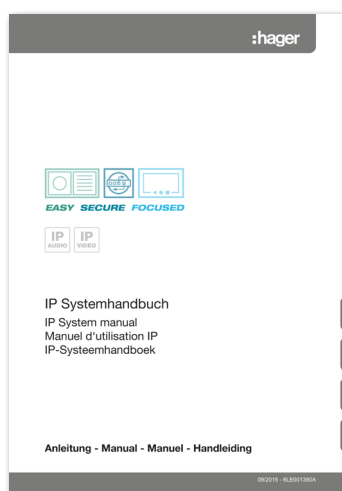 :hager
EASY SECURE FOCUSED
IP IP
AUDIO VIDEO
IP Systemhandbuch
IP System manual
Manuel d'utilisation IP
IP-Systeemhandboek
Anleitung - Manual - Manuel - Handleiding
09/2015 - 6LE001380A